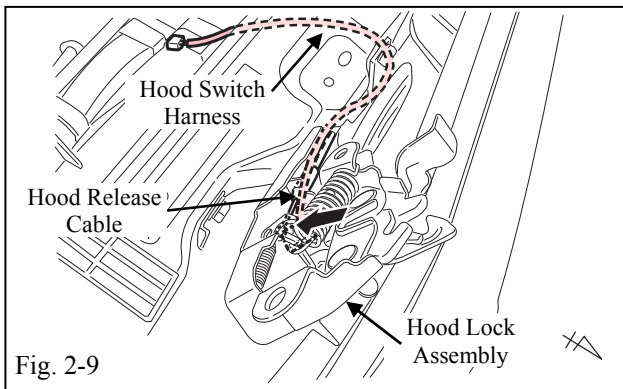 Hood Switch
Harness
Hood Release
Cable
Hood Lock
Assembly
Fig. 2-9